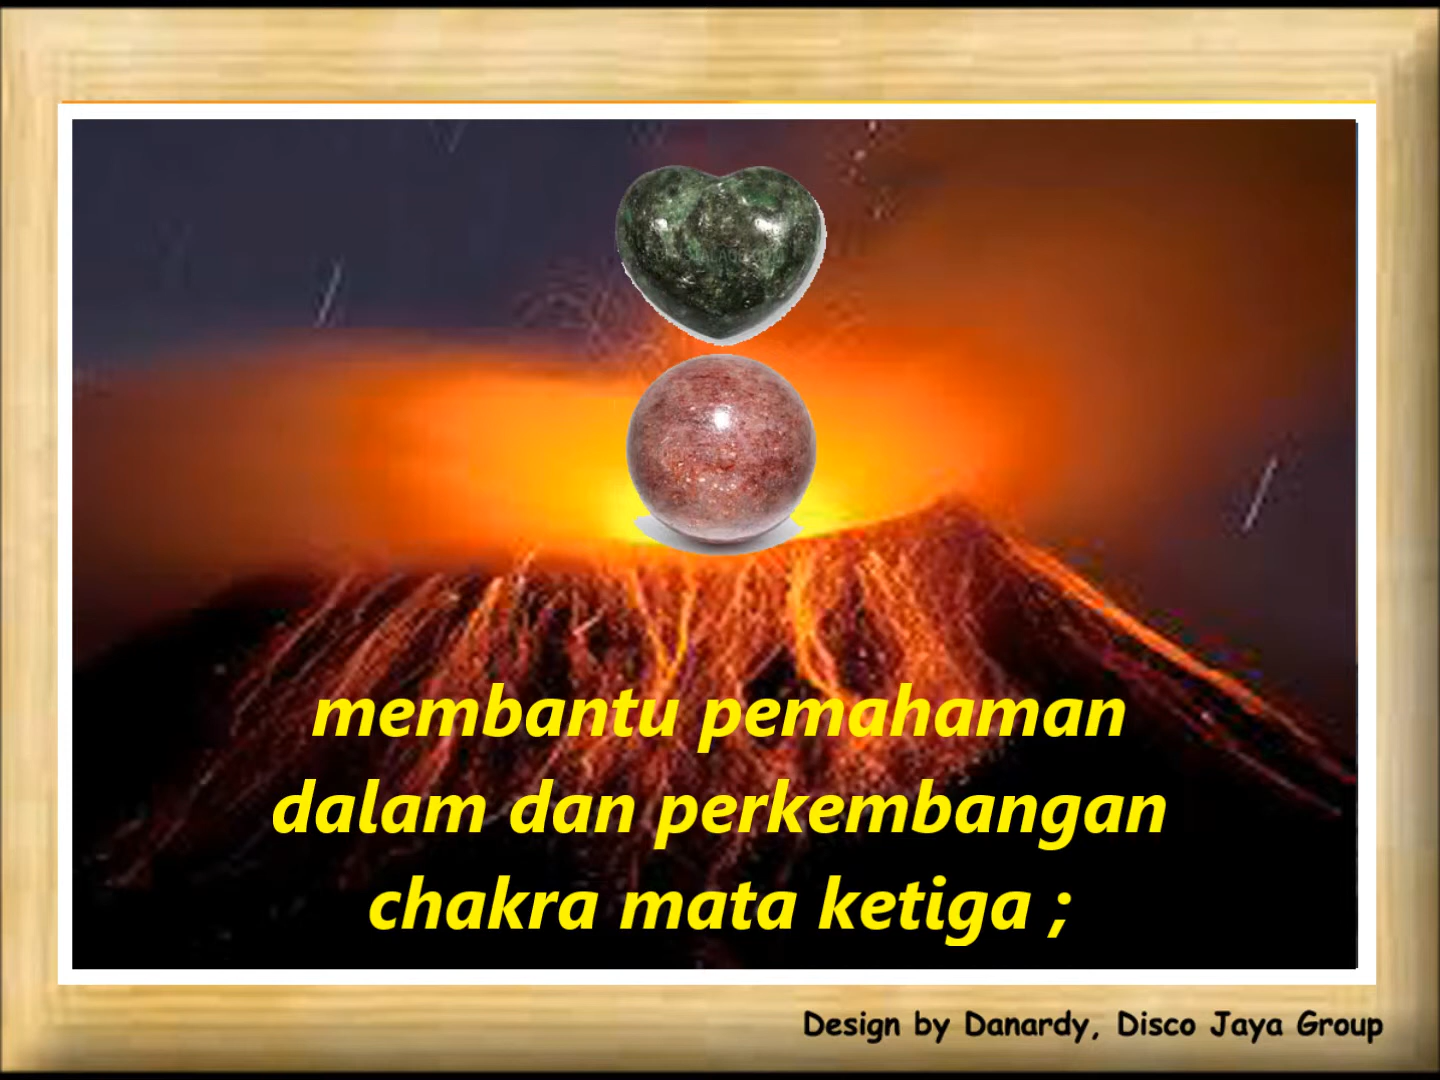 membantu pemahaman
dalam dan perkembangan
chakra mata ketiga ;
Design by Danardy, Disco Jaya Group